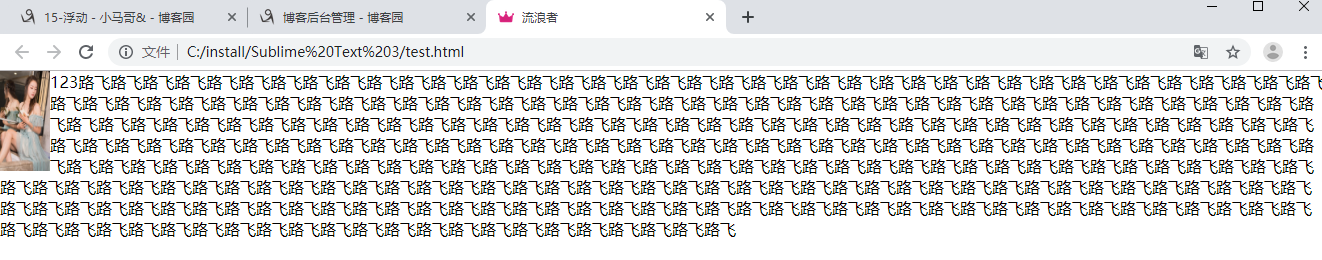 15-浮动 - 小马哥& - 博客园
博客后台管理 - 博客园
流浪者
文件 C:/install/Sublime%20Text%203/test.html
123路飞路飞路飞路飞路飞路飞路飞路飞路飞路飞路飞路飞路飞路飞路飞路飞路飞路飞路飞路飞路飞路飞路飞路飞路飞路飞路飞路飞路飞路飞路飞路飞路飞路飞路飞路飞路飞路飞路飞
路飞路飞路飞路飞路飞路飞路飞路飞路飞路飞路飞路飞路飞路飞路飞路飞路飞路飞路飞路飞路飞路飞路飞路飞路飞路飞路飞路飞路飞路飞路飞路飞路飞路飞路飞路飞路飞路飞路飞路
飞路飞路飞路飞路飞路飞路飞路飞路飞路飞路飞路飞路飞路飞路飞路飞路飞路飞路飞路飞路飞路飞路飞路飞路飞路飞路飞路飞路飞路飞路飞路飞路飞路飞路飞路飞路飞路飞路飞路飞
路飞路飞路飞路飞路飞路飞路飞路飞路飞路飞路飞路飞路飞路飞路飞路飞路飞路飞路飞路飞路飞路飞路飞路飞路飞路飞路飞路飞路飞路飞路飞路飞路飞路飞路飞路飞路飞路飞路飞路
飞路飞路飞路飞路飞路飞路飞路飞路飞路飞路飞路飞路飞路飞路飞路飞路飞路飞路飞路飞路飞路飞路飞路飞路飞路飞路飞路飞路飞路飞路飞路飞路飞路飞路飞路飞路飞路飞路飞路飞
路飞路飞路飞路飞路飞路飞路飞路飞路飞路飞路飞路飞路飞路飞路飞路飞路飞路飞路飞路飞路飞路飞路飞路飞路飞路飞路飞路飞路飞路飞路飞路飞路飞路飞路飞路飞路飞路飞路飞路飞路飞
路飞路飞路飞路飞路飞路飞路飞路飞路飞路飞路飞路飞路飞路飞路飞路飞路飞路飞路飞路飞路飞路飞路飞路飞路飞路飞路飞路飞路飞路飞路飞路飞路飞路飞路飞路飞路飞路飞路飞路飞路飞
路飞路飞路飞路飞路飞路飞路飞路飞路飞路飞路飞路飞路飞路飞路飞路飞路飞路飞路飞路飞路飞路飞路飞